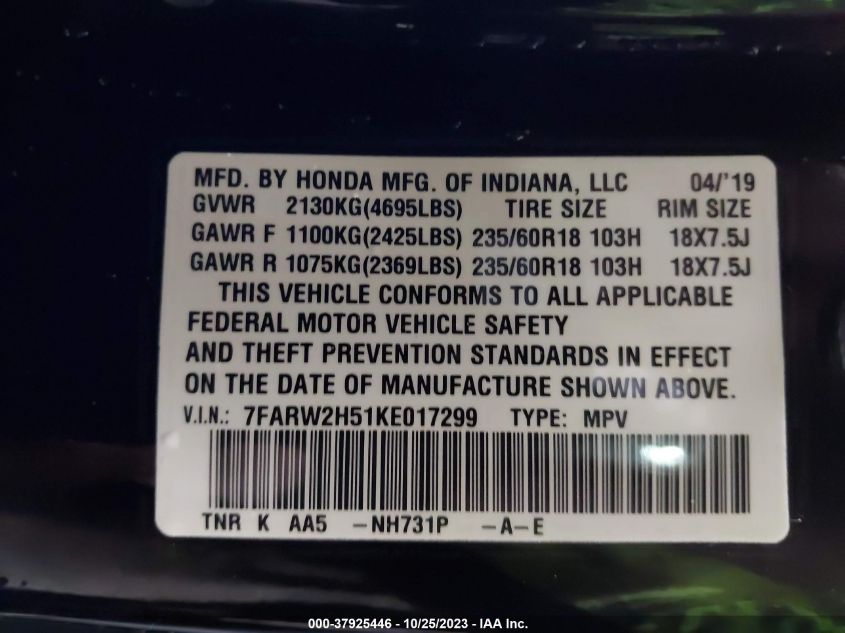 MFD. BY HONDA MFG. OF INDIANA, LLC 04/'19
GVWR 2130KG(4695LBS) TIRE SIZE RIM SIZE
GAWR F 1100KG(2425LBS) 235/60R18 103H 18X7.5J
GAWR R 1075KG(2369LBS) 235/60R18 103H 18X7.5J
THIS VEHICLE CONFORMS TO ALL APPLICABLE
FEDERAL MOTOR VEHICLE SAFETY
AND THEFT PREVENTION STANDARDS IN EFFECT
ON THE DATE OF MANUFACTURE SHOWN ABOVE.
V.I.N.: 7FARW2H51KE017299 TYPE: MPV
TNR K AA5 -NH731P -A-E
000-37925446 - 10/25/2023 - IAA Inc.